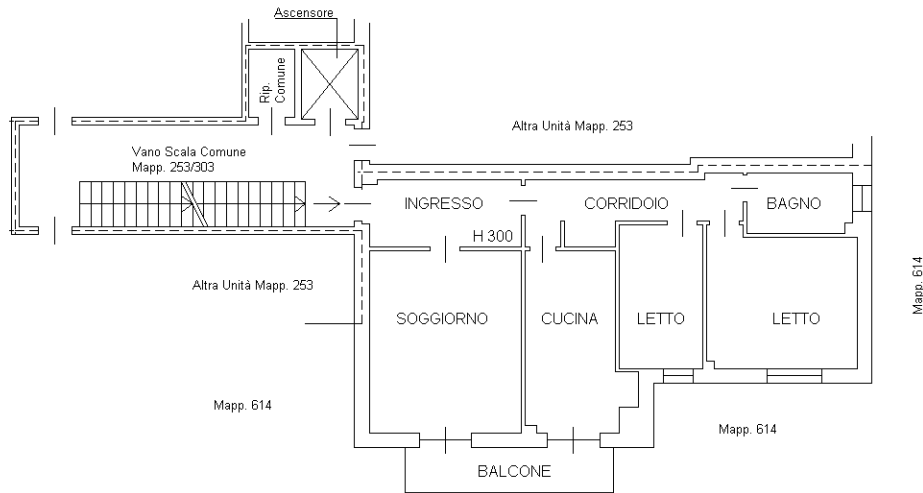 Ascensore
Rip.
Comune
Altra Unità Mapp. 253
Vano Scala Comune
Mapp. 253/303
INGRESSO
CORRIDOIO
BAGNO
H 300
Altra Unità Mapp. 253
Mapp. 614
SOGGIORNO
CUCINA
LETTO
LETTO
Mapp. 614
Mapp. 614
BALCONE